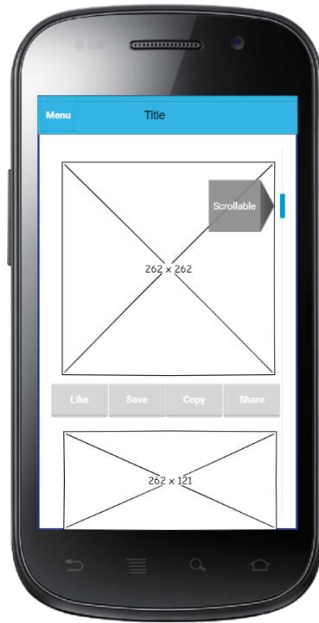 Menu Title
Scrollable
262 x 262
Like Save Copy Share
262 x 121